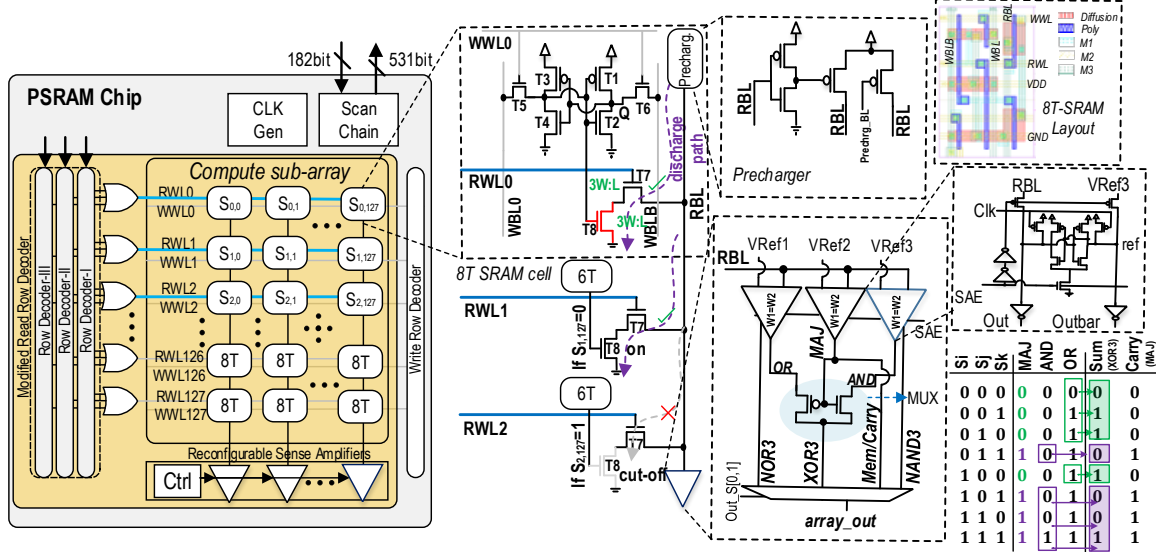 182bit
531bit
PSRAM Chip
CLK
Gen
Scan
Chain
Compute sub-array
Modified Read Row Decoder
Row Decoder-III
Row Decoder-II
Row Decoder-I
RWL0
WWL0
S0,0
S0,1
S0,127
RWL1
WWL1
S1,0
S1,1
S1,127
RWL2
WWL2
S2,0
S2,1
S2,127
RWL126
WWL126
8T
8T
8T
RWL127
WWL127
8T
8T
8T
Write Row Decoder
Reconfigurable Sense Amplifiers
Ctrl
WWL0
Precharg.
T3
T1
T5
T4
T2
Q
T6
discharge
path
RWL0
T7
3W:L
T8
3W:L
WBL0
WBLB
RBL
8T SRAM cell
6T
RWL1
If S1,127=0
T7
T8
on
6T
RWL2
If S2,127=1
T7
T8
cut-off
RBL
RBL
Prechrg_BL
RBL
Precharger
WBLB
WBL
RBL
WWL
RWL
VDD
GND
Diffusion
Poly
M1
M2
M3
8T-SRAM
Layout
VRef1
VRef2
VRef3
RBL
W1=W2
W1=W2
W1=W2
SAE
MAJ
OR
AND
MUX
NOR3
XOR3
Mem/Carry
NAND3
Out_S[0,1]
array_out
RBL
VRef3
Clk
ref
SAE
Out
Outbar
Si Sj Sk MAJ AND OR Sum (XOR3) Carry (MAJ)
0 0 0 0 0 0 0 0
0 0 1 0 0 1 1 0
0 1 0 0 0 1 1 0
0 1 1 1 0 1 0 1
1 0 0 0 0 1 1 0
1 0 1 1 0 1 0 1
1 1 0 1 0 1 0 1
1 1 1 1 1 1 1 1